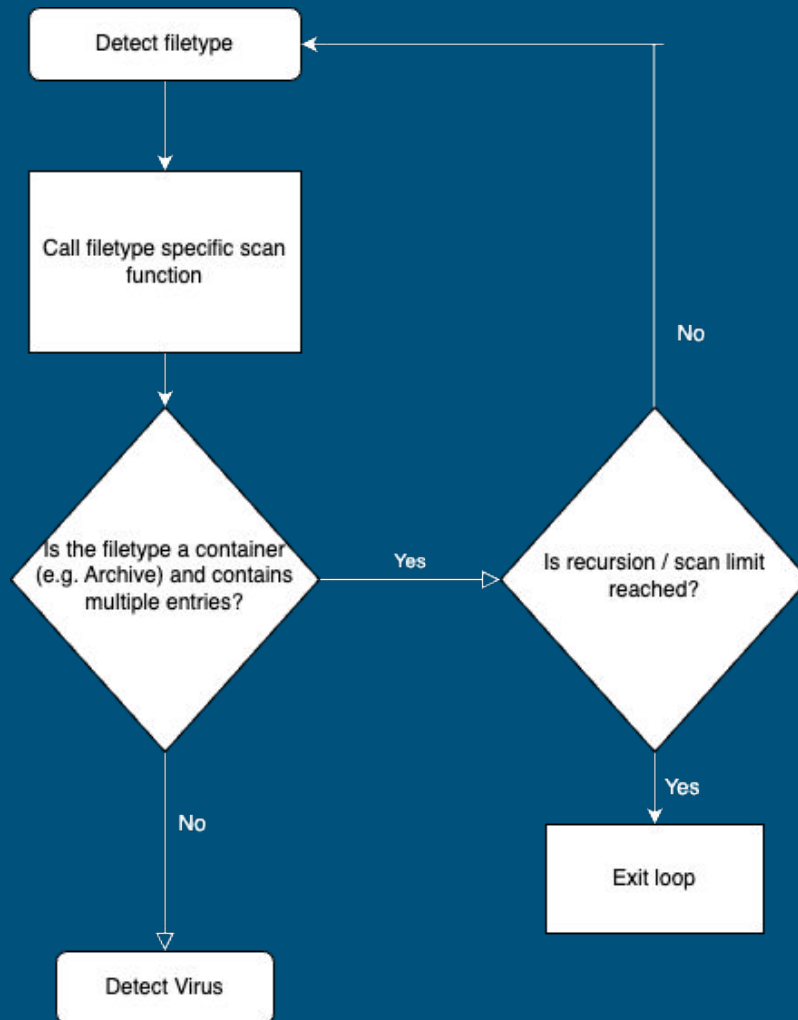 Detect filetype
Call filetype specific scan
function
No
Is the filetype a container
(e.g. Archive) and contains
multiple entries?
Yes
Is recursion / scan limit
reached?
No
Yes
Exit loop
Detect Virus